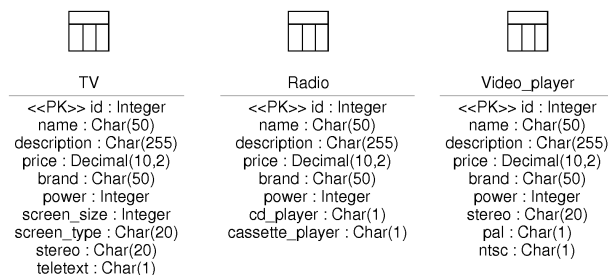 TV
<<PK>> id : Integer
name : Char(50)
description : Char(255)
price : Decimal(10,2)
brand : Char(50)
power : Integer
screen_size : Integer
screen_type : Char(20)
stereo : Char(20)
teletext : Char(1)
Radio
<<PK>> id : Integer
name : Char(50)
description : Char(255)
price : Decimal(10,2)
brand : Char(50)
power : Integer
cd_player : Char(1)
cassette_player : Char(1)
Video_player
<<PK>> id : Integer
name : Char(50)
description : Char(255)
price : Decimal(10,2)
brand : Char(50)
power : Integer
stereo : Char(20)
pal : Char(1)
ntsc : Char(1)